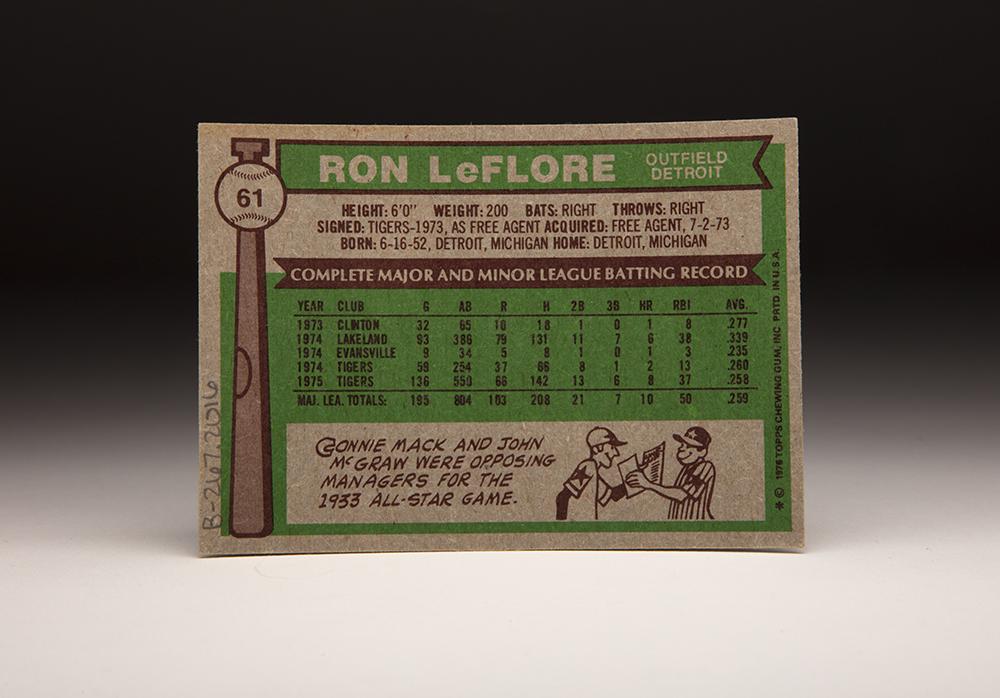 61
RON LeFLORE
OUTFIELD
DETROIT
HEIGHT: 6'0" WEIGHT: 200 BATS: RIGHT THROWS: RIGHT
SIGNED: TIGERS-1973, AS FREE AGENT ACQUIRED: FREE AGENT, 7-2-73
BORN: 6-16-52, DETROIT, MICHIGAN HOME: DETROIT, MICHIGAN
COMPLETE MAJOR AND MINOR LEAGUE BATTING RECORD
YEAR CLUB G AB R H 2B 3B HR RBI AVG.
1973 CLINTON 32 65 10 18 1 0 1 8 .277
1974 LAKELAND 93 386 79 131 11 7 6 38 .339
1974 EVANSVILLE 9 34 5 8 1 0 1 3 .235
1974 TIGERS 59 254 37 66 8 1 2 13 .260
1975 TIGERS 136 550 66 142 13 6 8 37 .258
MAJ. LEA. TOTALS: 195 804 103 208 21 7 10 50 .259
CONNIE MACK AND JOHN
McGRAW WERE OPPOSING
MANAGERS FOR THE
1933 ALL-STAR GAME.
* © 1976 TOPPS CHEWING GUM, INC. PRTD. IN U.S.A.
B-267.2016